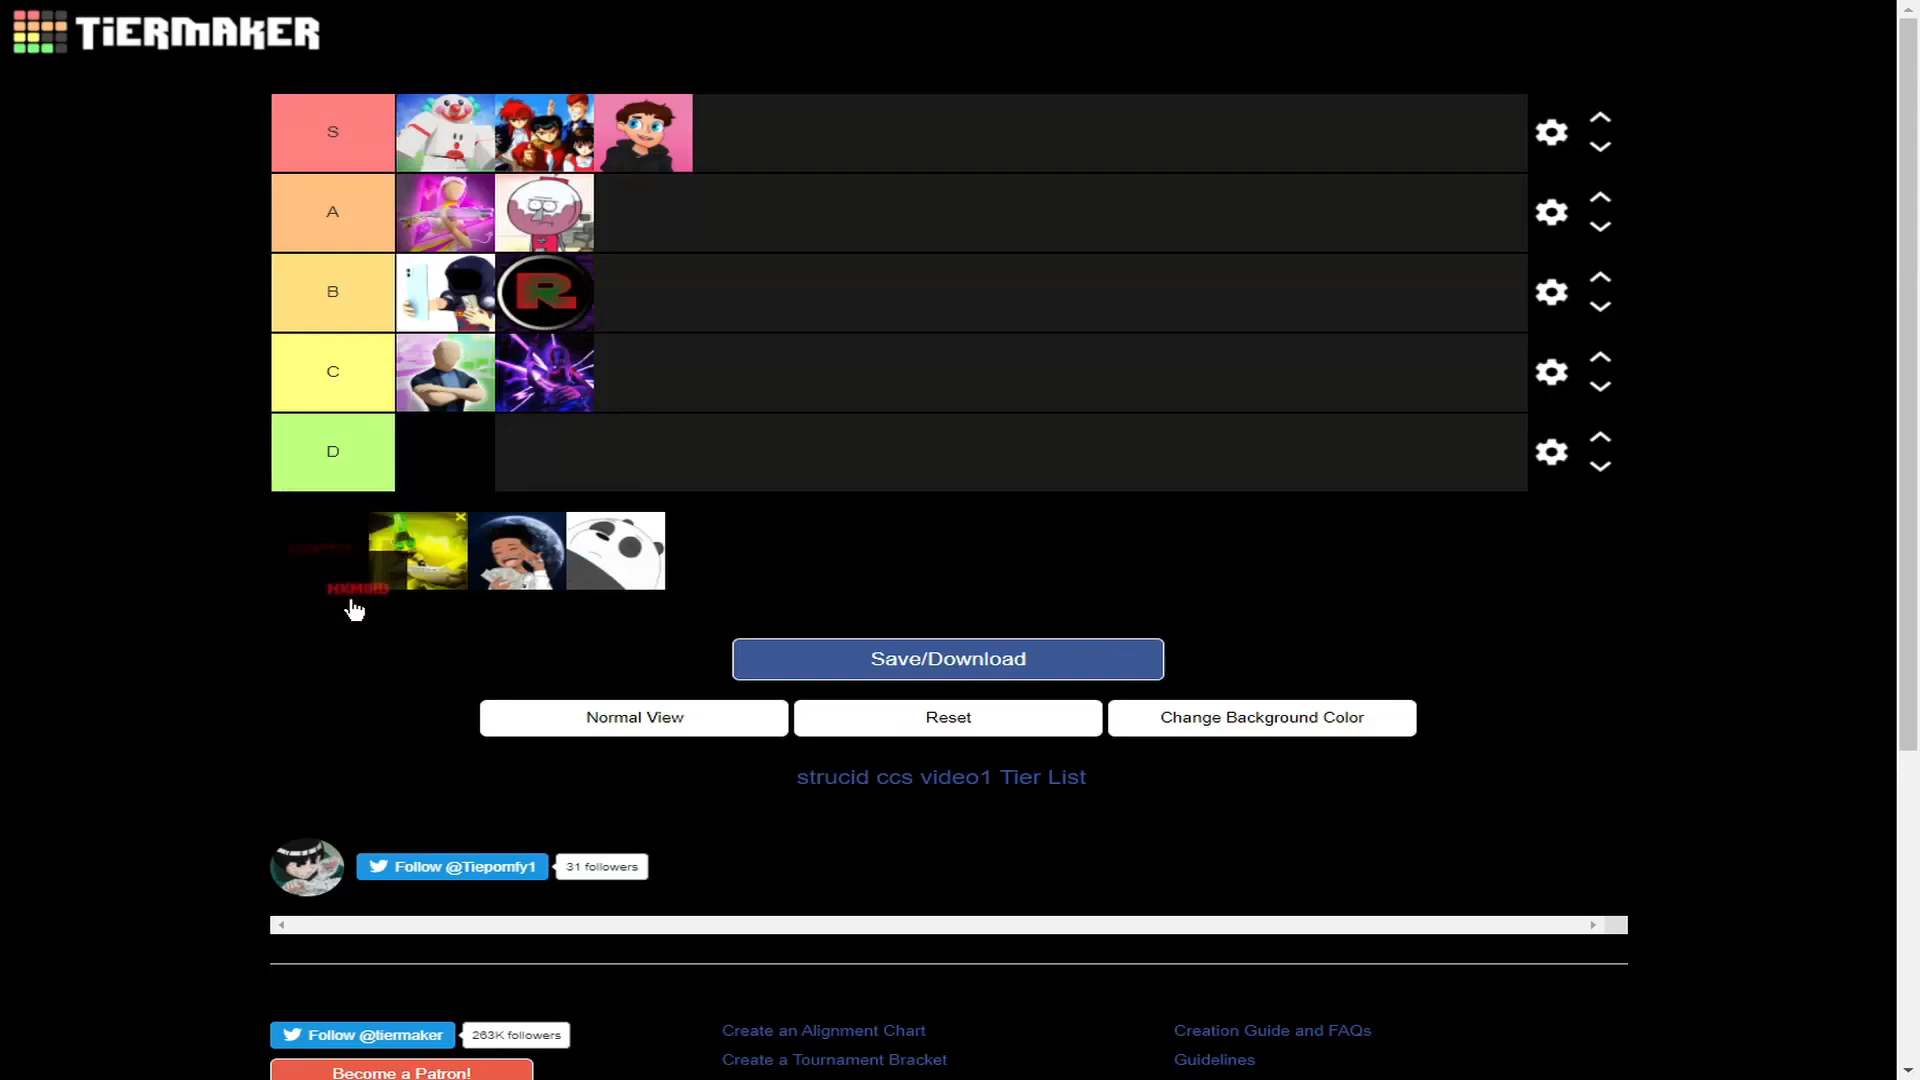 TiERMAKER
S
A
B
R
C
D
Save/Download
Normal View
Reset
Change Background Color
strucid ccs video1 Tier List
Follow @Tiepomfy1
31 followers
Follow @tiermaker
263K followers
Create an Alignment Chart
Creation Guide and FAQs
Become a Patron!
Create a Tournament Bracket
Guidelines